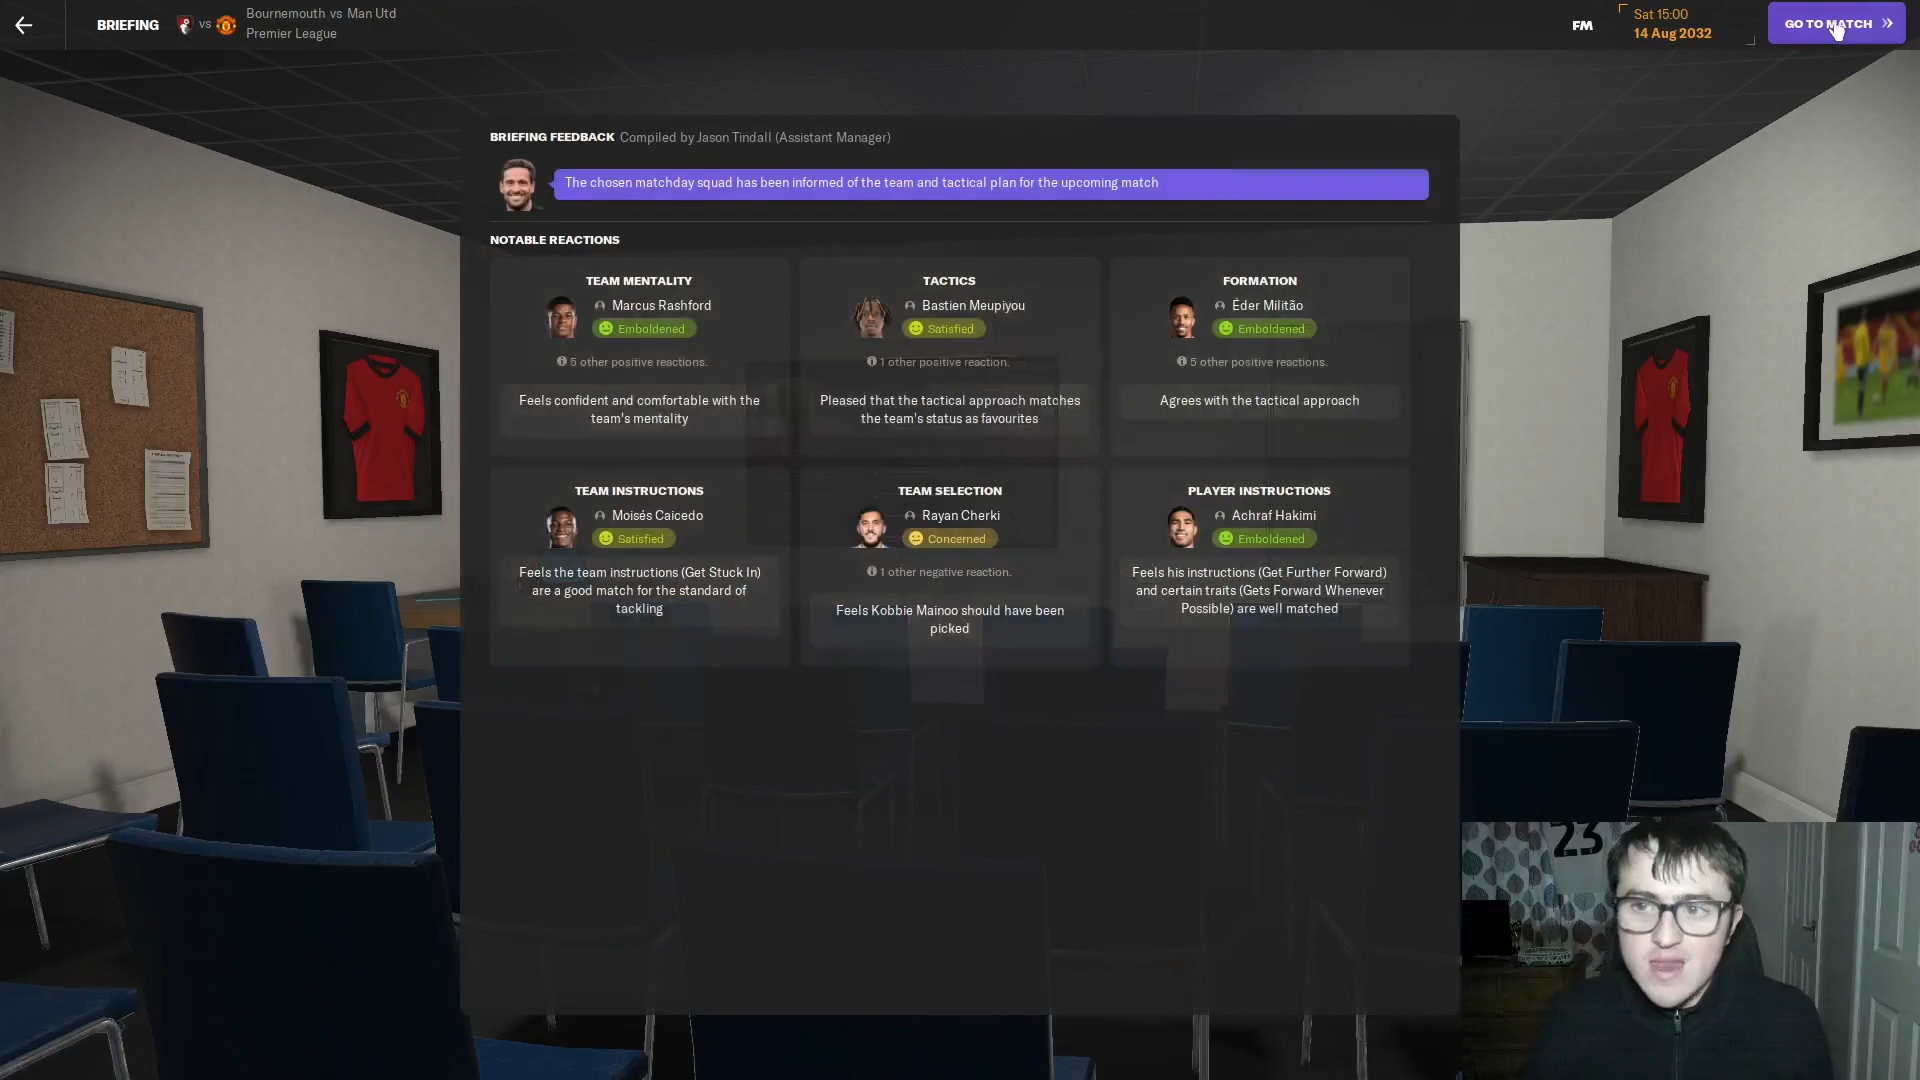 BRIEFING
vs
Bournemouth vs Man Utd
Premier League
FM
Sat 15:00
14 Aug 2032
GO TO MATCH
BRIEFING FEEDBACK Compiled by Jason Tindall (Assistant Manager)
The chosen matchday squad has been informed of the team and tactical plan for the upcoming match
NOTABLE REACTIONS
TEAM MENTALITY
Marcus Rashford
Emboldened
5 other positive reactions.
Feels confident and comfortable with the
team's mentality
TACTICS
Bastien Meupiyou
Satisfied
1 other positive reaction.
Pleased that the tactical approach matches
the team's status as favourites
FORMATION
Éder Militão
Emboldened
5 other positive reactions.
Agrees with the tactical approach
TEAM INSTRUCTIONS
Moisés Caicedo
Satisfied
Feels the team instructions (Get Stuck In)
are a good match for the standard of
tackling
TEAM SELECTION
Rayan Cherki
Concerned
1 other negative reaction.
Feels Kobbie Mainoo should have been
picked
PLAYER INSTRUCTIONS
Achraf Hakimi
Emboldened
Feels his instructions (Get Further Forward)
and certain traits (Gets Forward Whenever
Possible) are well matched
23